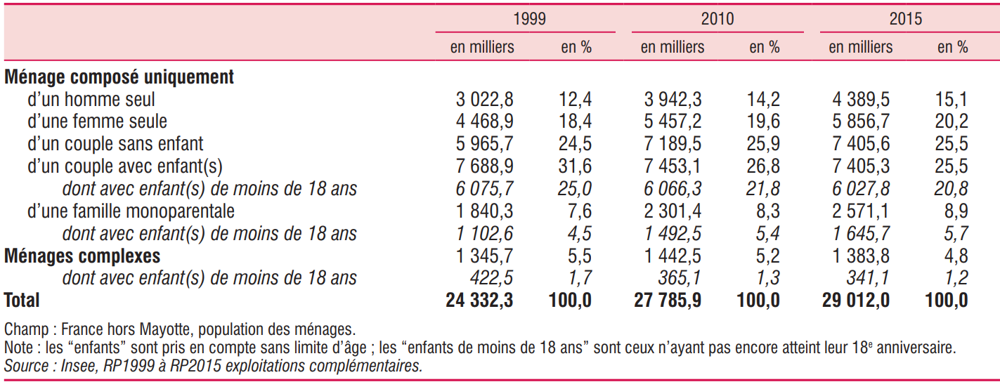 1999 2010 2015
en milliers en % en milliers en % en milliers en %
Ménage composé uniquement
d’un homme seul 3 022,8 12,4 3 942,3 14,2 4 389,5 15,1
d’une femme seule 4 468,9 18,4 5 457,2 19,6 5 856,7 20,2
d’un couple sans enfant 5 965,7 24,5 7 189,5 25,9 7 405,6 25,5
d’un couple avec enfant(s) 7 688,9 31,6 7 453,1 26,8 7 405,3 25,5
dont avec enfant(s) de moins de 18 ans 6 075,7 25,0 6 066,3 21,8 6 027,8 20,8
d’une famille monoparentale 1 840,3 7,6 2 301,4 8,3 2 571,1 8,9
dont avec enfant(s) de moins de 18 ans 1 102,6 4,5 1 492,5 5,4 1 645,7 5,7
Ménages complexes 1 345,7 5,5 1 442,5 5,2 1 383,8 4,8
dont avec enfant(s) de moins de 18 ans 422,5 1,7 365,1 1,3 341,1 1,2
Total 24 332,3 100,0 27 785,9 100,0 29 012,0 100,0
Champ : France hors Mayotte, population des ménages.
Note : les “enfants” sont pris en compte sans limite d’âge ; les “enfants de moins de 18 ans” sont ceux n’ayant pas encore atteint leur 18e anniversaire.
Source : Insee, RP1999 à RP2015 exploitations complémentaires.